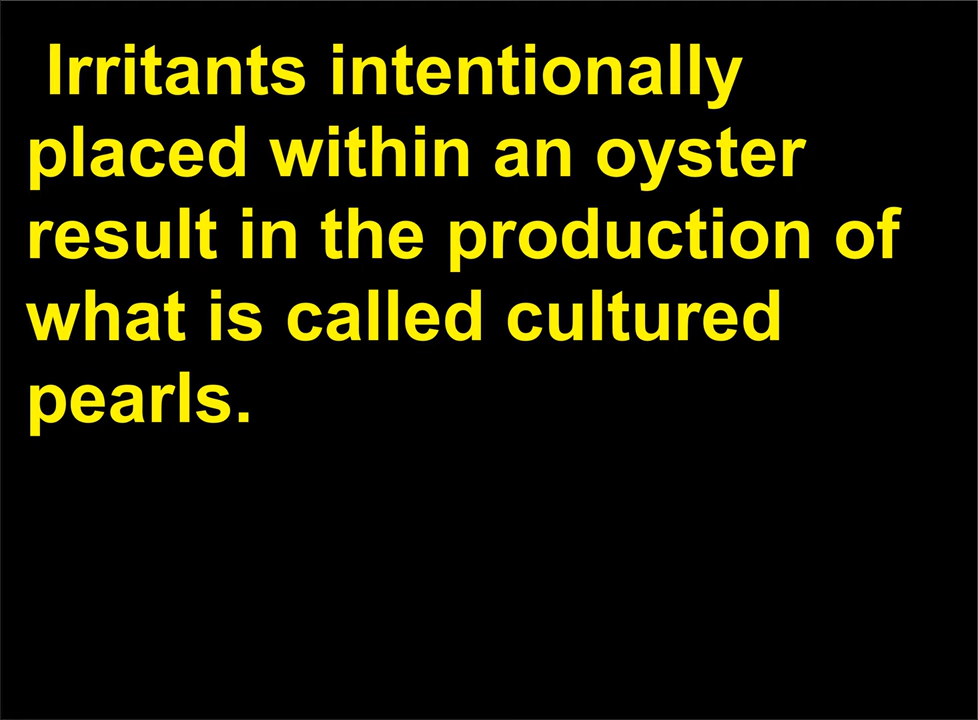 Irritants intentionally
placed within an oyster
result in the production of
what is called cultured
pearls.